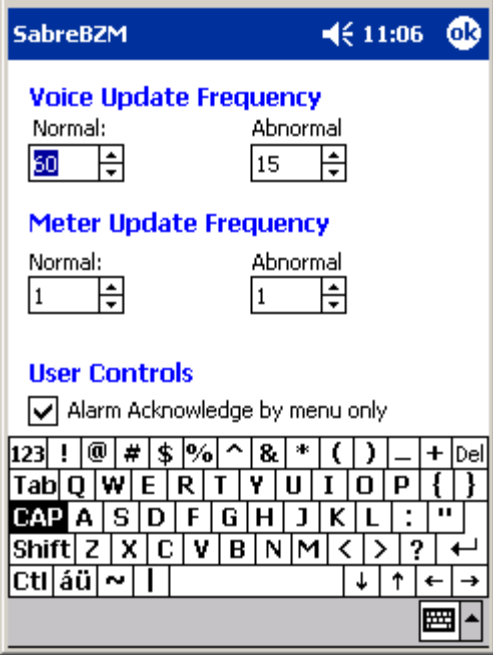 SabreBZM 11:06 ok
Voice Update Frequency
Normal: Abnormal
60 15
Meter Update Frequency
Normal: Abnormal
1 1
User Controls
Alarm Acknowledge by menu only
123 ! @ # $ % ^ & * ( ) _ + Del
Tab Q W E R T Y U I O P { }
CAP A S D F G H J K L : "
Shift Z X C V B N M < > ? ↵
Ctl áü ~ | ↓ ↑ ← →